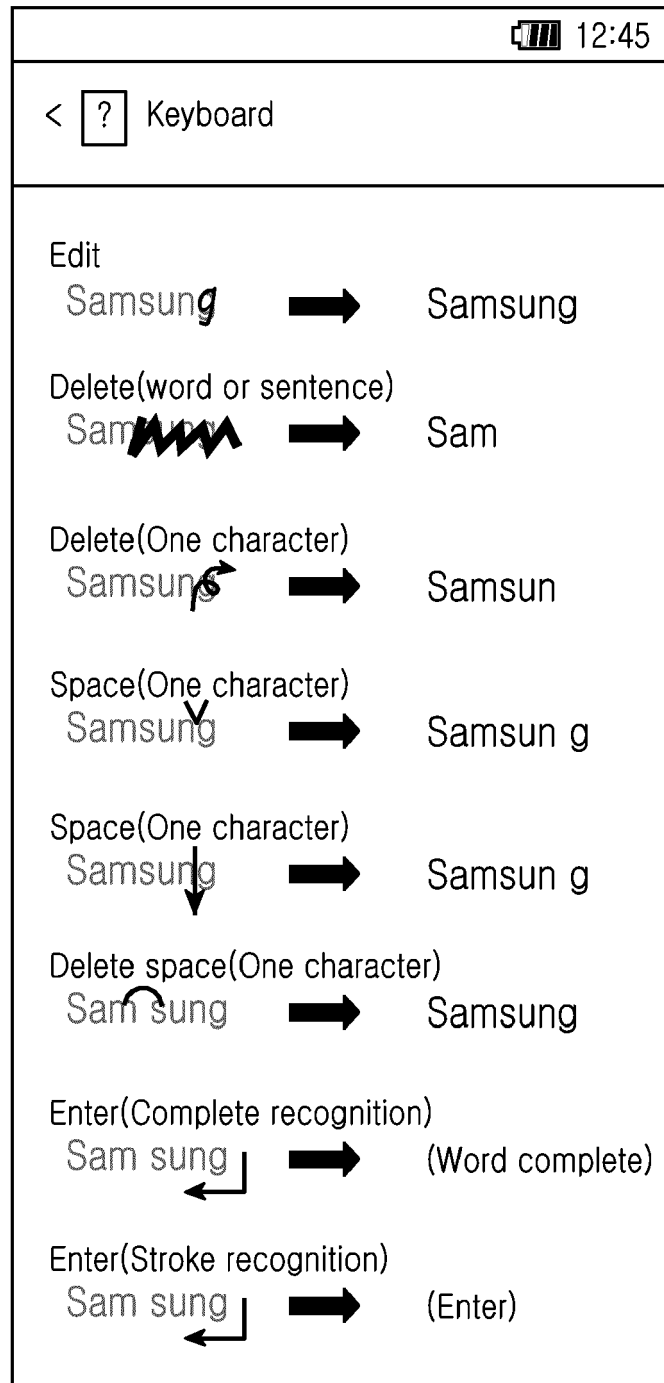 12:45
< ? Keyboard
Edit
Samsung Samsung
Delete(word or sentence)
Samsung Sam
Delete(One character)
Samsung Samsun
Space(One character)
Samsung Samsun g
Space(One character)
Samsung Samsun g
Delete space(One character)
Sam sung Samsung
Enter(Complete recognition)
Sam sung (Word complete)
Enter(Stroke recognition)
Sam sung (Enter)